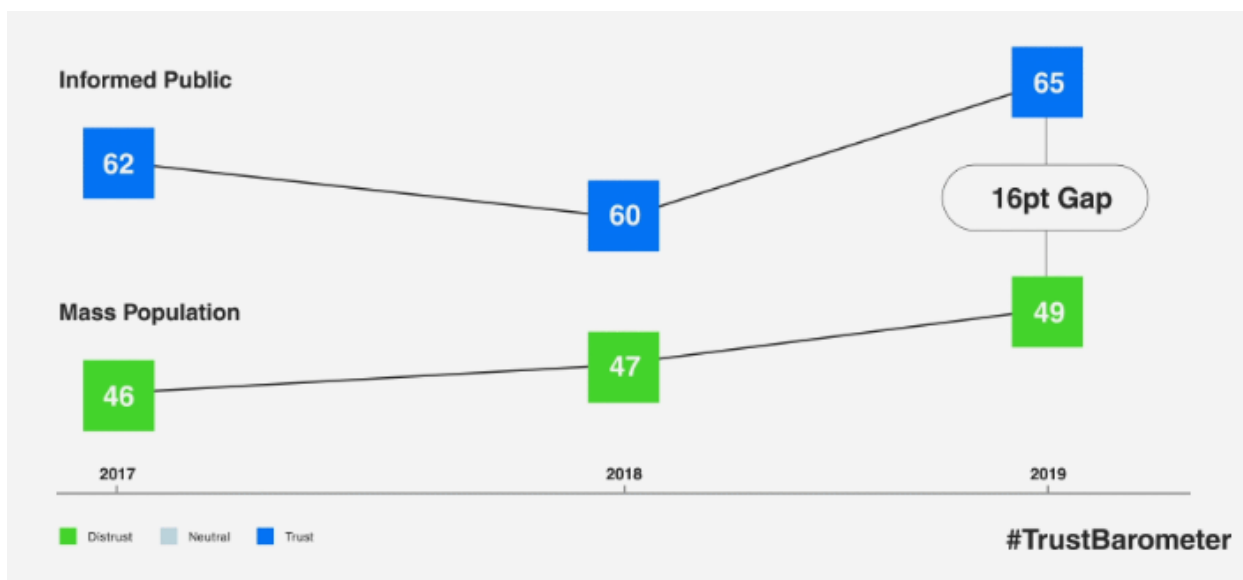 Informed Public
65
62
16pt Gap
60
Mass Population
49
47
46
2017 2018 2019
Distrust Neutral Trust
#TrustBarometer